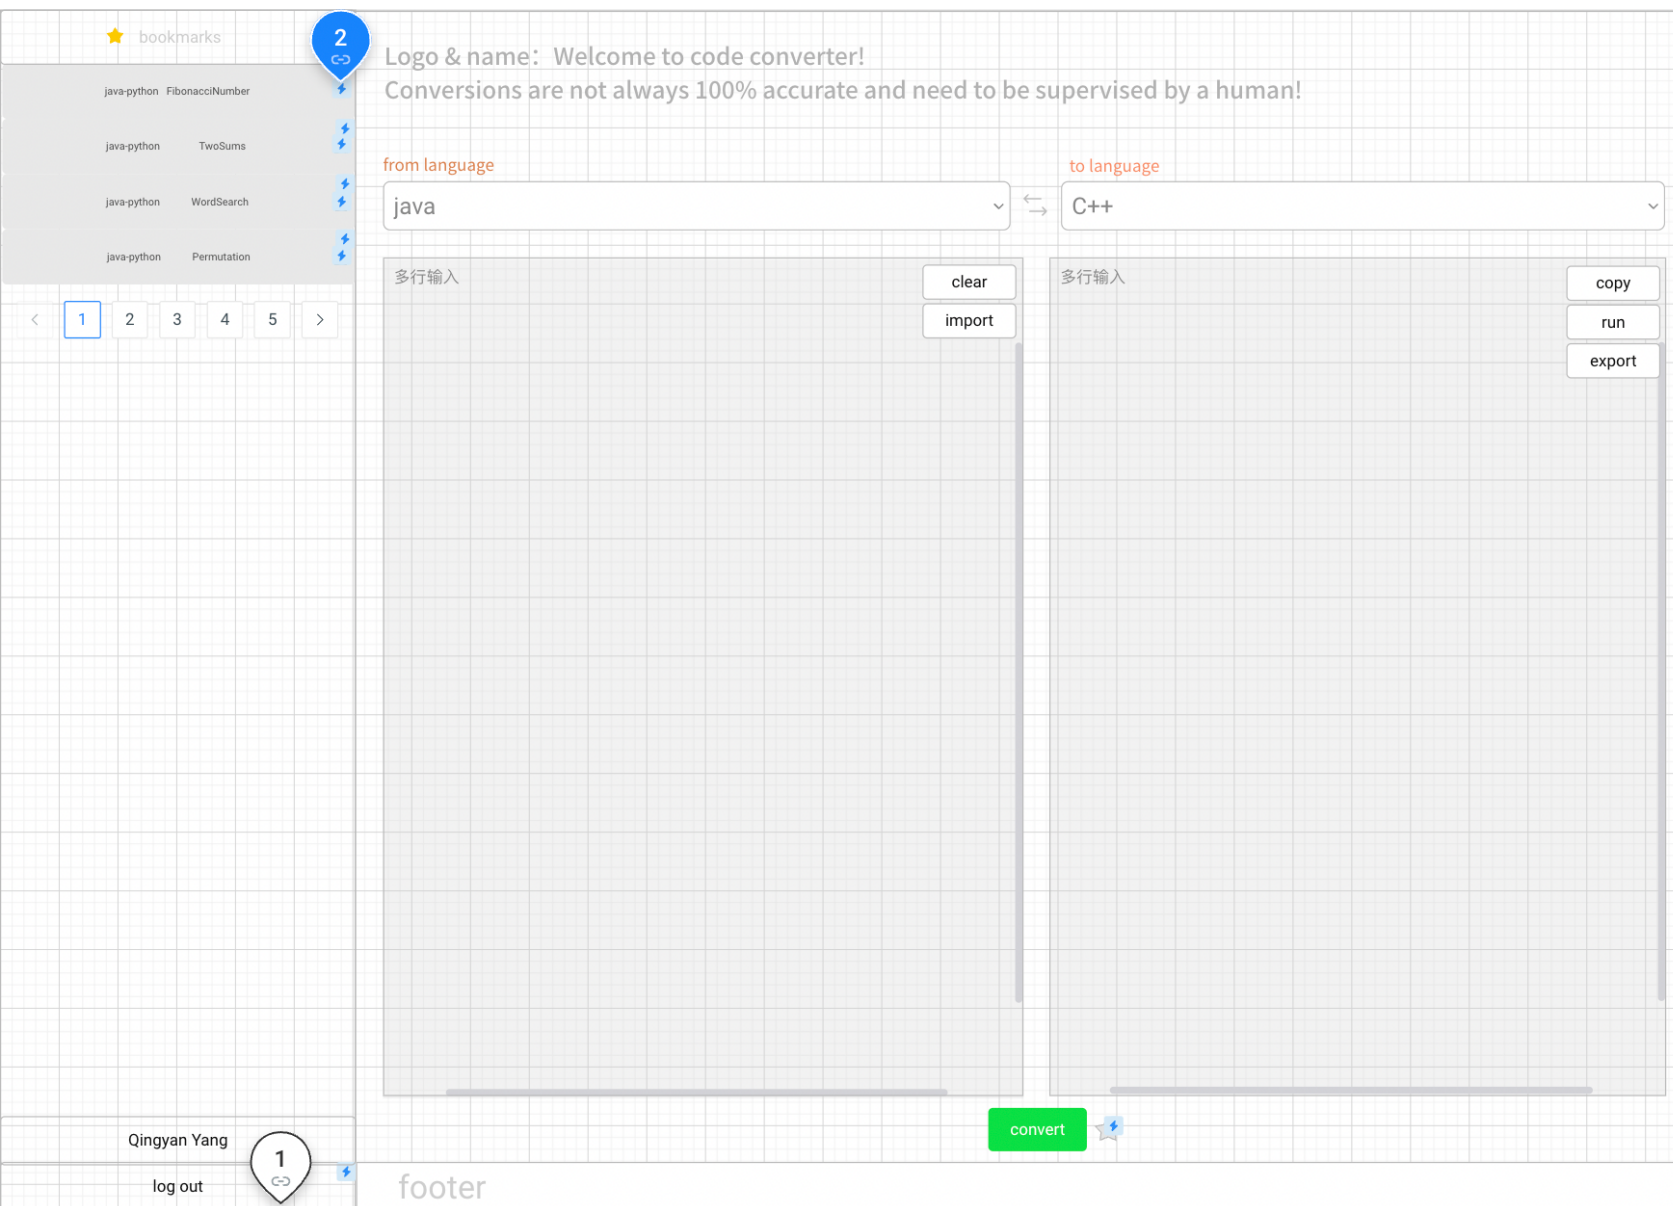 bookmarks
2
java-python FibonacciNumber
java-python TwoSums
java-python WordSearch
java-python Permutation
1 2 3 4 5
Qingyan Yang
1
log out
Logo & name：Welcome to code converter!
Conversions are not always 100% accurate and need to be supervised by a human!
from language
java
to language
C++
多行输入
clear
import
多行输入
copy
run
export
convert
footer